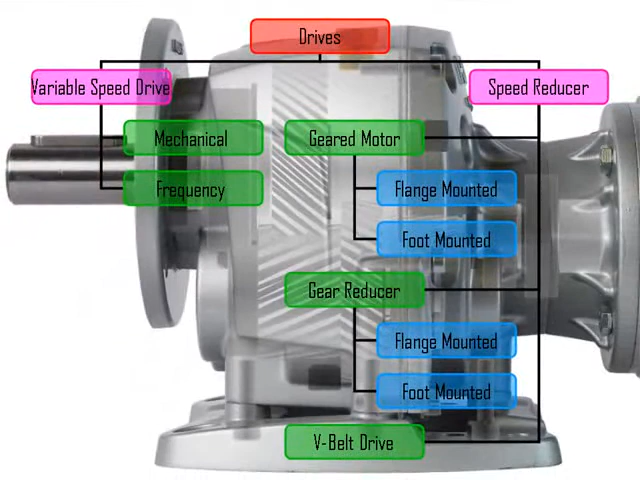 Drives
Variable Speed Drive
Speed Reducer
Mechanical
Geared Motor
Frequency
Flange Mounted
Foot Mounted
Gear Reducer
Flange Mounted
Foot Mounted
V-Belt Drive